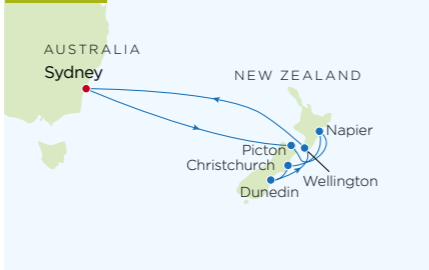 AUSTRALIA
Sydney
NEW ZEALAND
Napier
Picton
Christchurch
Wellington
Dunedin